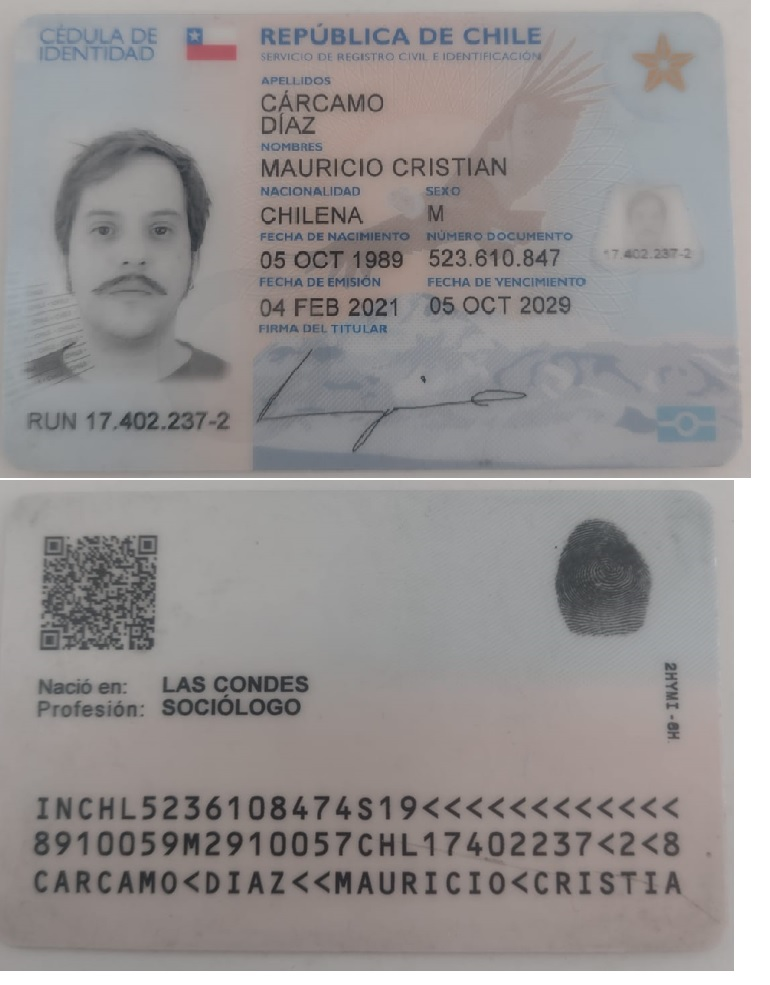 CÉDULA DE
IDENTIDAD
REPÚBLICA DE CHILE
SERVICIO DE REGISTRO CIVIL E IDENTIFICACIÓN
APELLIDOS
CÁRCAMO
DÍAZ
NOMBRES
MAURICIO CRISTIAN
NACIONALIDAD SEXO
CHILENA M
FECHA DE NACIMIENTO NÚMERO DOCUMENTO
05 OCT 1989 523.610.847
FECHA DE EMISIÓN FECHA DE VENCIMIENTO
04 FEB 2021 05 OCT 2029
FIRMA DEL TITULAR
17.402.237-2
RUN 17.402.237-2
Nació en: LAS CONDES
Profesión: SOCIÓLOGO
INCHL5236108474S19<<<<<<<<<<<<
8910059M2910057CHL17402237<2<8
CARCAMO<DIAZ<<MAURICIO<CRISTIA